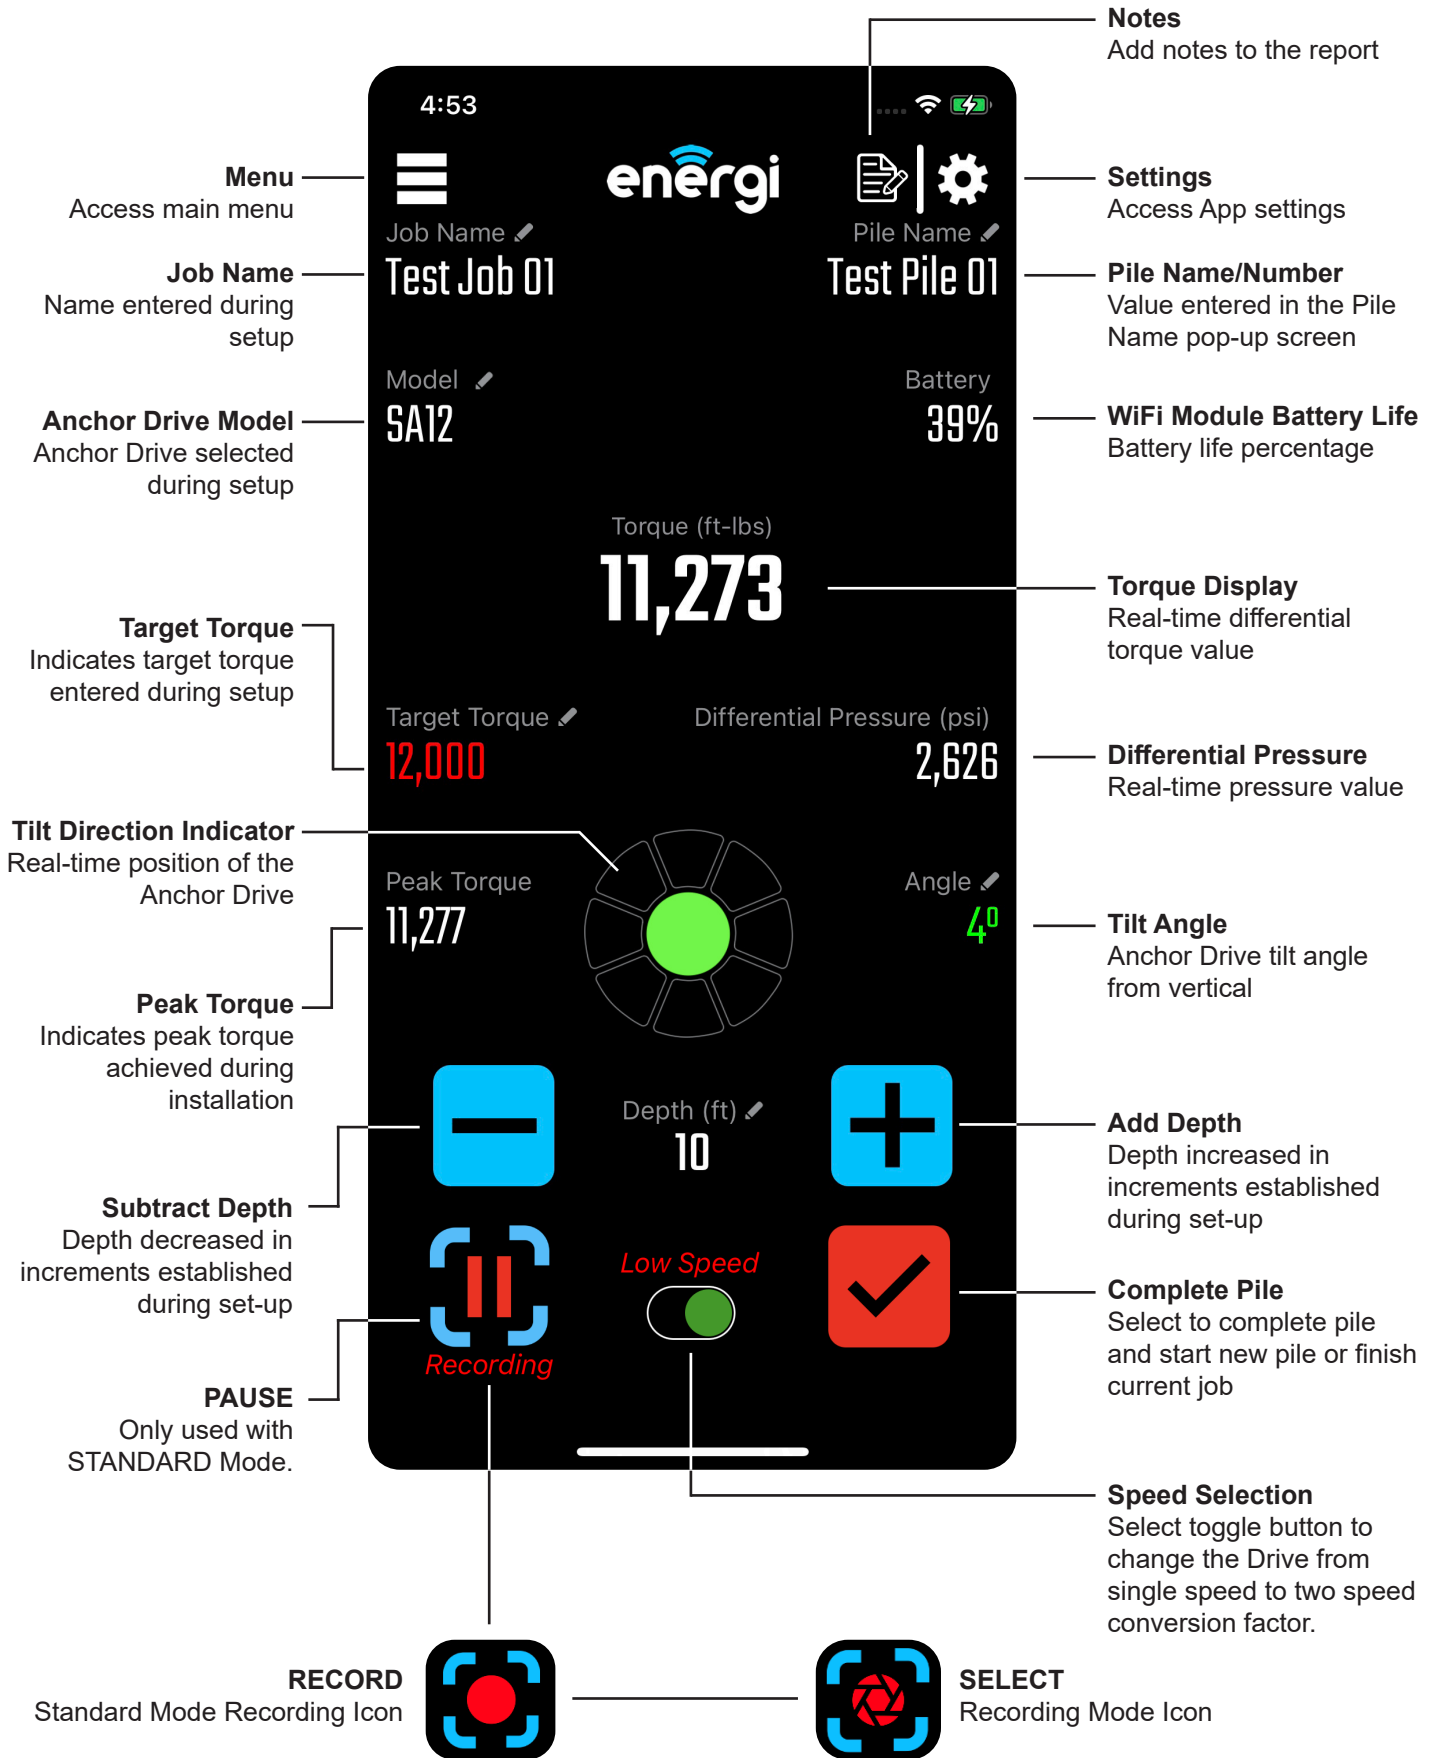 Notes
Add notes to the report
4:53
energi
Menu
Access main menu
Settings
Access App settings
Job Name
Pile Name
Test Job 01
Test Pile 01
Job Name
Name entered during
setup
Pile Name/Number
Value entered in the Pile
Name pop-up screen
Model
Battery
SA12
39%
Anchor Drive Model
Anchor Drive selected
during setup
WiFi Module Battery Life
Battery life percentage
Torque (ft-lbs)
11,273
Torque Display
Real-time differential
torque value
Target Torque
Indicates target torque
entered during setup
Target Torque
Differential Pressure (psi)
12,000
2,626
Differential Pressure
Real-time pressure value
Tilt Direction Indicator
Real-time position of the
Anchor Drive
Peak Torque
Angle
11,277
4º
Tilt Angle
Anchor Drive tilt angle
from vertical
Peak Torque
Indicates peak torque
achieved during
installation
Depth (ft)
10
Add Depth
Depth increased in
increments established
during set-up
Subtract Depth
Depth decreased in
increments established
during set-up
Low Speed
Recording
Complete Pile
Select to complete pile
and start new pile or finish
current job
PAUSE
Only used with
STANDARD Mode.
Speed Selection
Select toggle button to
change the Drive from
single speed to two speed
conversion factor.
RECORD
Standard Mode Recording Icon
SELECT
Recording Mode Icon